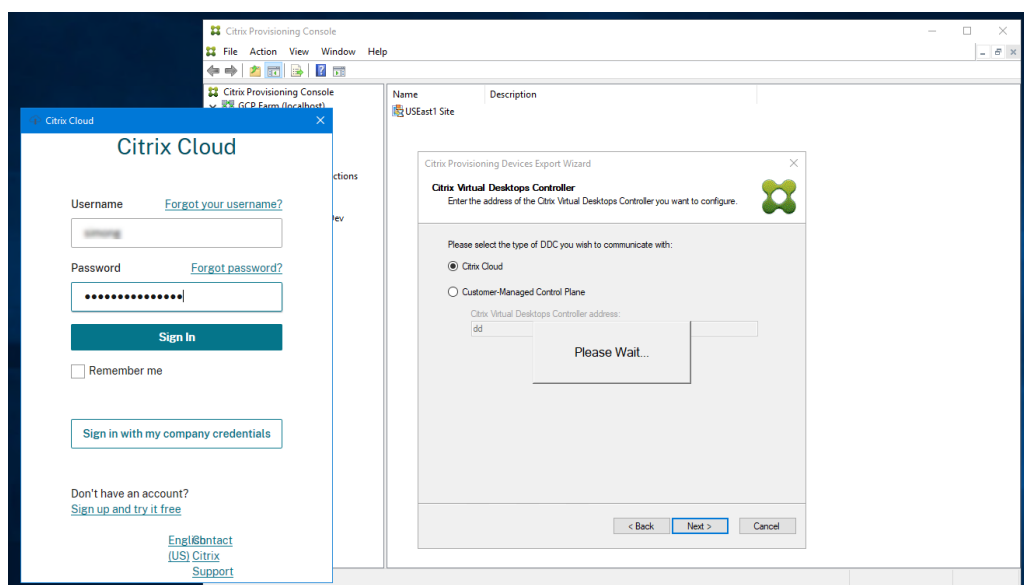 Citrix Provisioning Console
File Action View Window Help
Citrix Provisioning Console
GCP Farm (localhost)
ctions
Dev
Name Description
USEast1 Site
Citrix Cloud
Citrix Cloud
Username Forgot your username?
Password Forgot password?
Sign In
Remember me
Sign in with my company credentials
Don't have an account?
Sign up and try it free
English
(US)
Contact
Citrix
Support
Citrix Provisioning Devices Export Wizard
Citrix Virtual Desktops Controller
Enter the address of the Citrix Virtual Desktops Controller you want to configure.
Please select the type of DDC you wish to communicate with:
Citrix Cloud
Customer-Managed Control Plane
Citrix Virtual Desktops Controller address:
dd
Please Wait...
< Back Next > Cancel